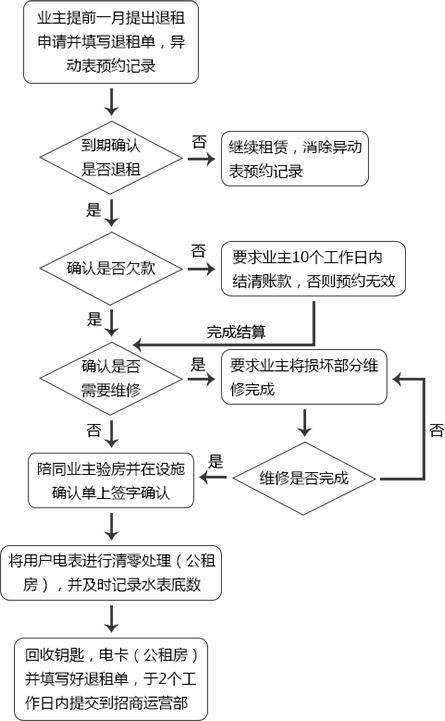 业主提前一月提出退租
申请并填写退租单，异
动表预约记录
到期确认
是否退租
否
继续租赁，消除异动
表预约记录
是
确认是否欠款
否
要求业主10个工作日内
结清账款，否则预约无效
是
完成结算
确认是否
需要维修
是
要求业主将损坏部分维
修完成
否
否
陪同业主验房并在设施
确认单上签字确认
是
维修是否完成
将用户电表进行清零处理（公租
房），并及时记录水表底数
回收钥匙，电卡（公租房）
并填写好退租单，于2个工
作日内提交到招商运营部